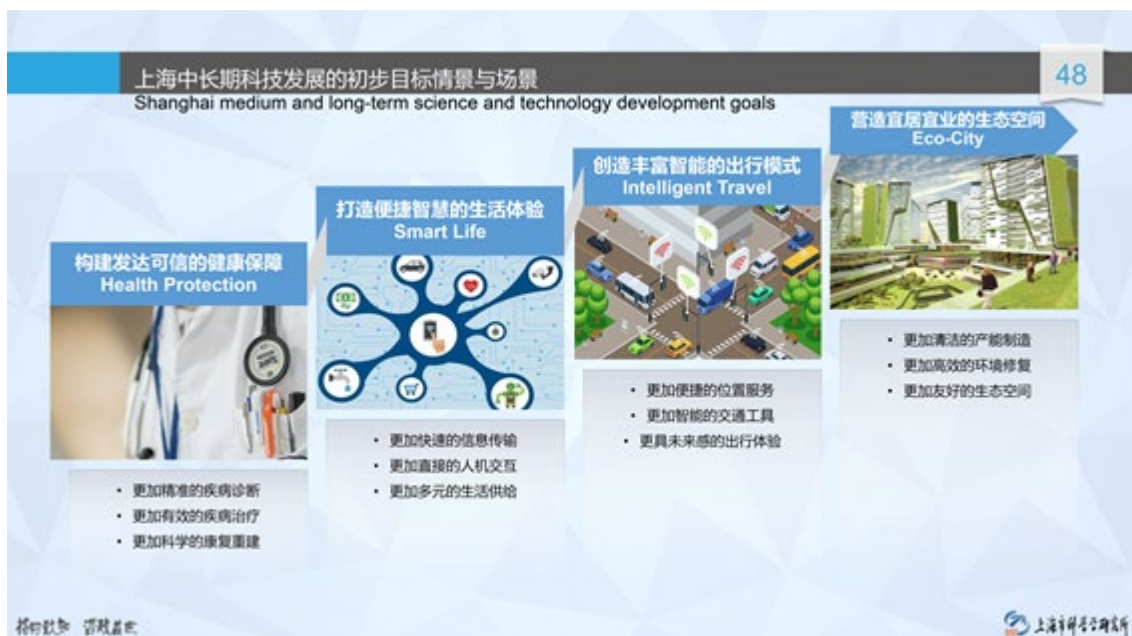 上海中长期科技发展的初步目标情景与场景
48
Shanghai medium and long-term science and technology development goals
构建发达可信的健康保障
Health Protection
更加精准的疾病诊断
更加有效的疾病治疗
更加科学的康复重建
打造便捷智慧的生活体验
Smart Life
更加快速的信息传输
更加直接的人机交互
更加多元的生活供给
创造丰富智能的出行模式
Intelligent Travel
更加便捷的位置服务
更加智能的交通工具
更具未来感的出行体验
营造宜居宜业的生态空间
Eco-City
更加清洁的产能制造
更加高效的环境修复
更加友好的生态空间
上海市科学学研究所